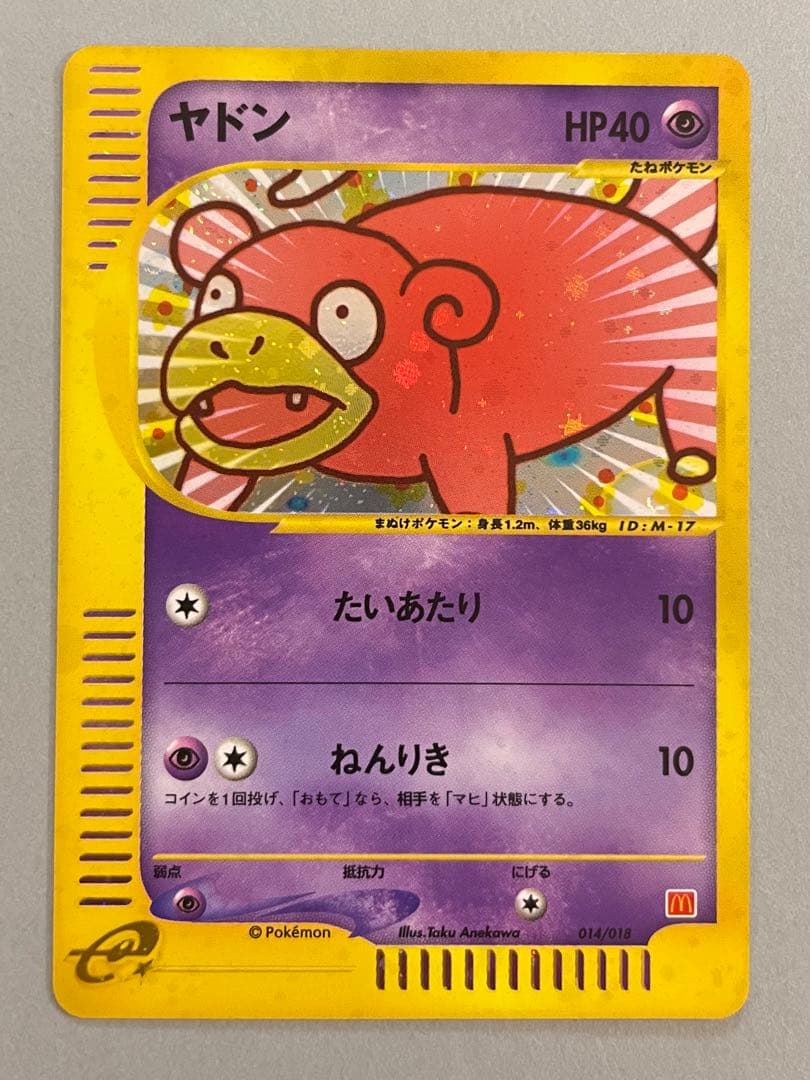 ヤドン
HP40
たねポケモン
まぬけポケモン：身長1.2m、体重36kg ID:M-17
たいあたり 10
ねんりき 10
コインを1回投げ、「おもて」なら、相手を「マヒ」状態にする。
弱点 抵抗力 にげる
©Pokémon Illus.Taku Anekawa 014/018